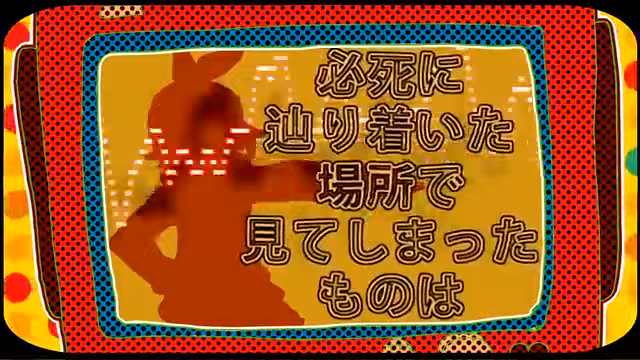 必死に
辿り着いた
場所で
見てしまった
ものは